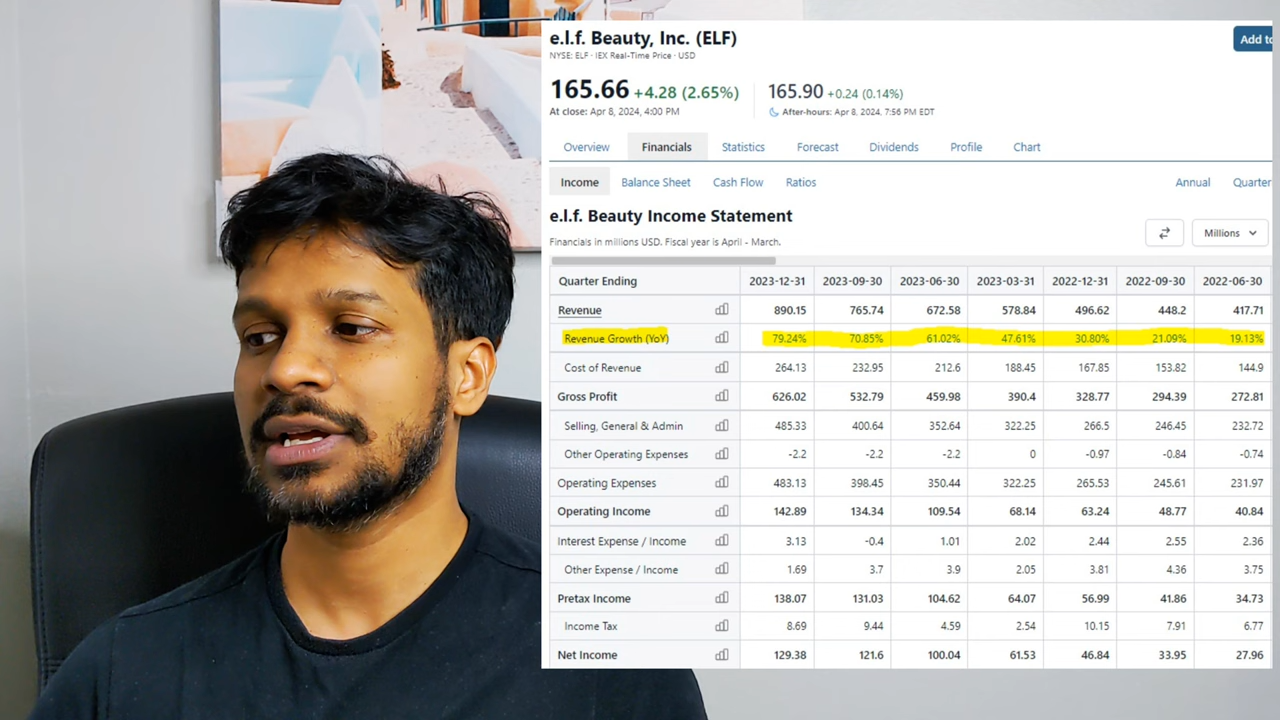 e.l.f. Beauty, Inc. (ELF)
NYSE: ELF · IEX Real-Time Price · USD
Add to
165.66 +4.28 (2.65%) 165.90 +0.24 (0.14%)
At close: Apr 8, 2024, 4:00 PM After-hours: Apr 8, 2024, 7:56 PM EDT
Overview Financials Statistics Forecast Dividends Profile Chart
Income Balance Sheet Cash Flow Ratios Annual Quarter
e.l.f. Beauty Income Statement
Financials in millions USD. Fiscal year is April - March.
Millions
Quarter Ending 2023-12-31 2023-09-30 2023-06-30 2023-03-31 2022-12-31 2022-09-30 2022-06-30
Revenue 890.15 765.74 672.58 578.84 496.62 448.2 417.71
Revenue Growth (YoY) 79.24% 70.85% 61.02% 47.61% 30.80% 21.09% 19.13%
Cost of Revenue 264.13 232.95 212.6 188.45 167.85 153.82 144.9
Gross Profit 626.02 532.79 459.98 390.4 328.77 294.39 272.81
Selling, General & Admin 485.33 400.64 352.64 322.25 266.5 246.45 232.72
Other Operating Expenses -2.2 -2.2 -2.2 0 -0.97 -0.84 -0.74
Operating Expenses 483.13 398.45 350.44 322.25 265.53 245.61 231.97
Operating Income 142.89 134.34 109.54 68.14 63.24 48.77 40.84
Interest Expense / Income 3.13 -0.4 1.01 2.02 2.44 2.55 2.36
Other Expense / Income 1.69 3.7 3.9 2.05 3.81 4.36 3.75
Pretax Income 138.07 131.03 104.62 64.07 56.99 41.86 34.73
Income Tax 8.69 9.44 4.59 2.54 10.15 7.91 6.77
Net Income 129.38 121.6 100.04 61.53 46.84 33.95 27.96